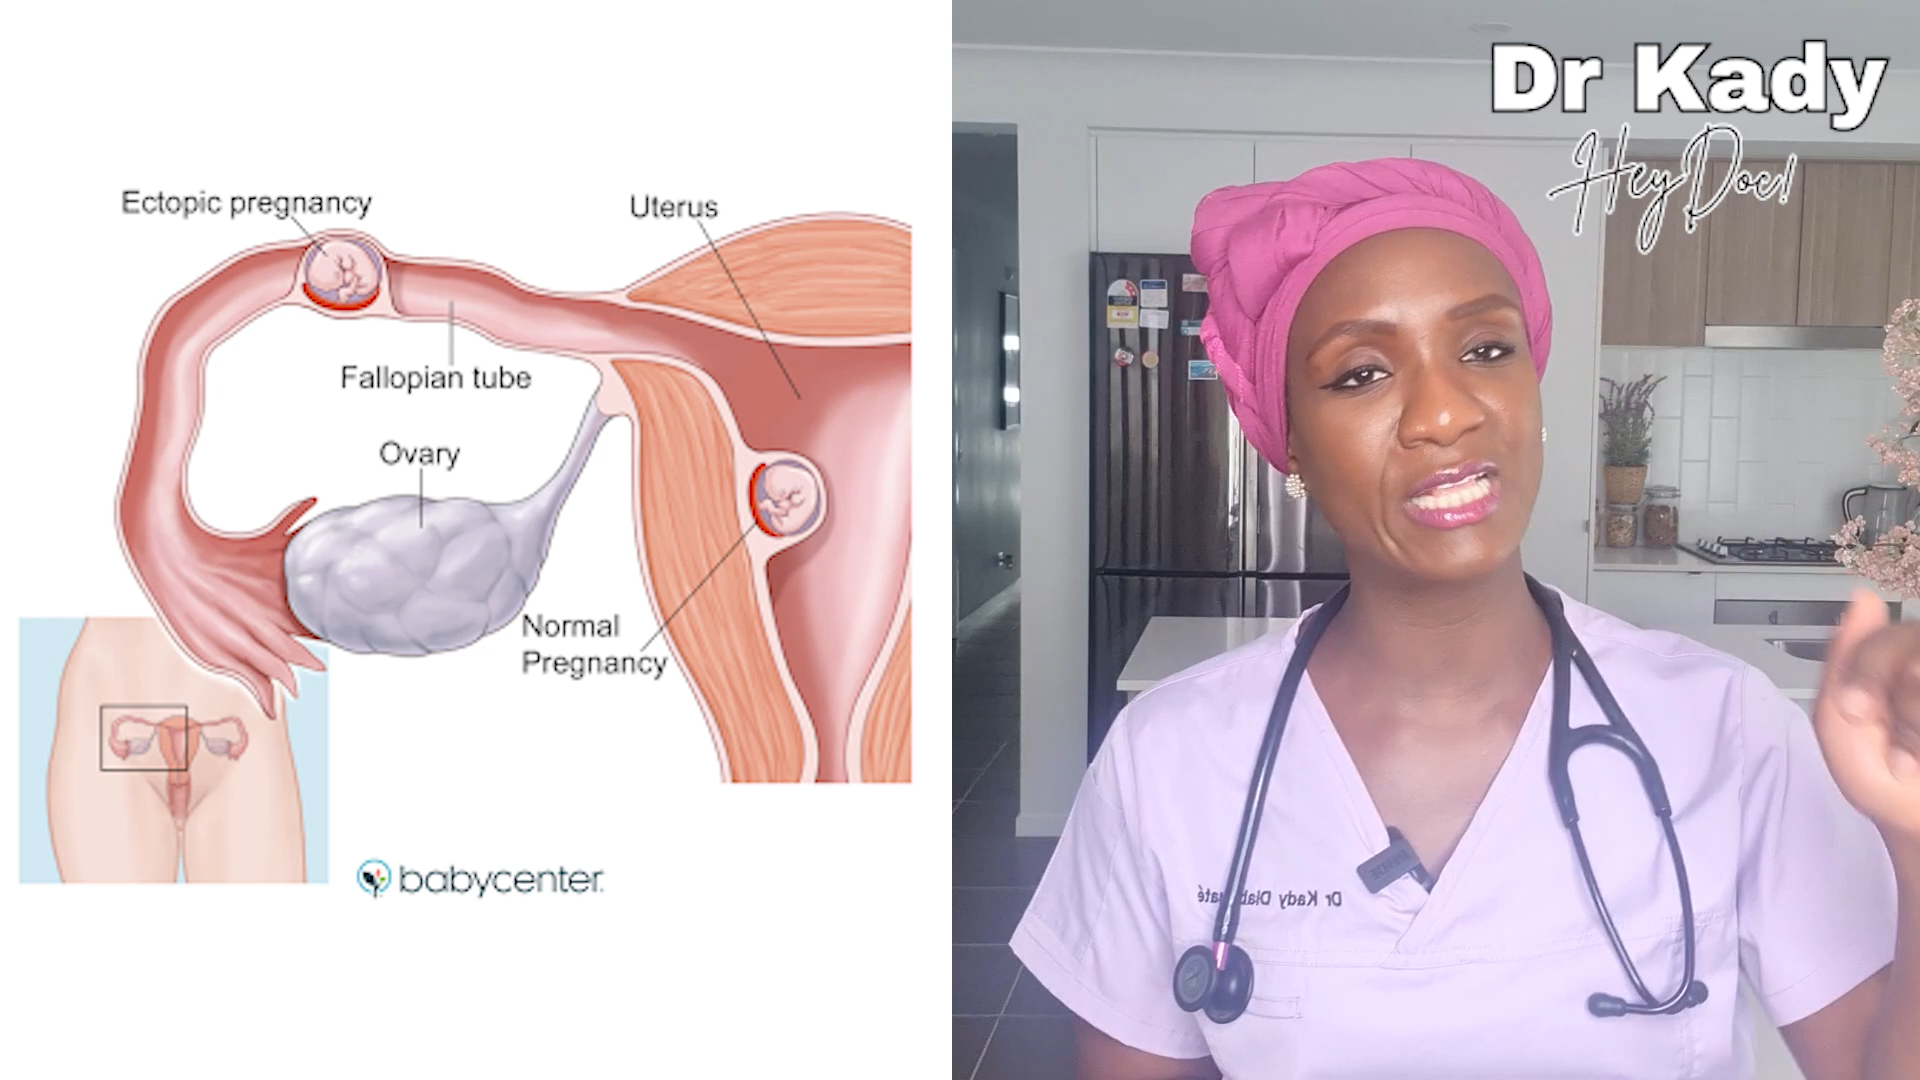 Ectopic pregnancy
Uterus
Fallopian tube
Ovary
Normal
Pregnancy
babycenter
Dr Kady
Hey Doc!
Dr Kady